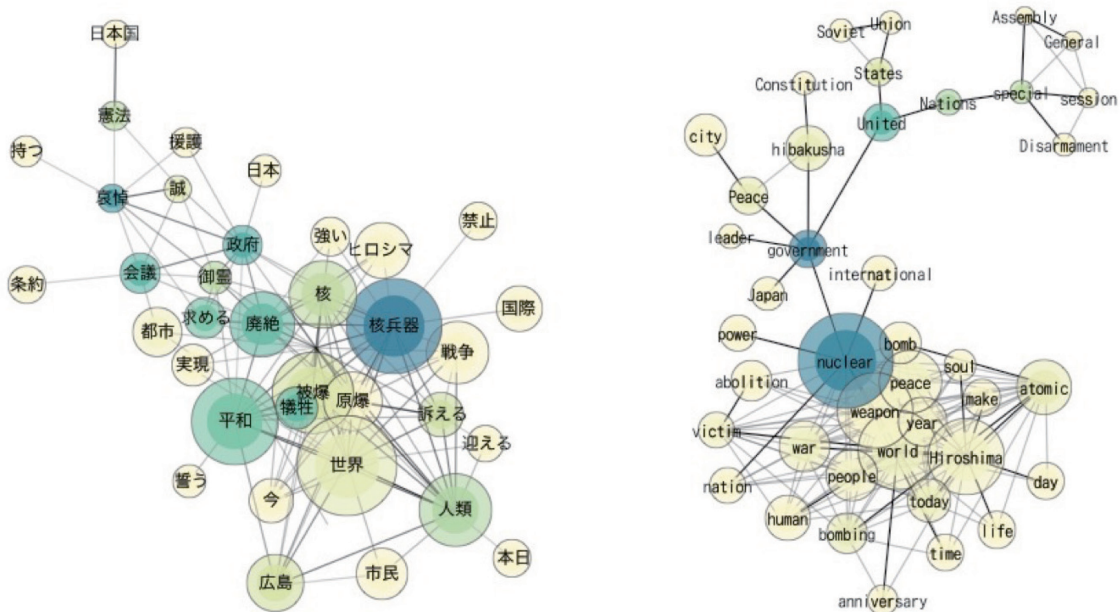 日本国
憲法
持つ
援護
日本
哀悼
誠
政府
強い
ヒロシマ
禁止
条約
会議
御霊
核
求める
廃絶
核兵器
国際
都市
実現
戦争
被爆
原爆
犠牲
平和
訴える
迎える
世界
誓う
今
人類
本日
広島
市民
Assembly
Union
Soviet
General
States
Constitution
special
session
Nations
United
city
hibakusha
Disarmament
Peace
leader
government
international
Japan
power
bomb
nuclear
soul
abolition
peace
make
atomic
weapon
year
victim
war
world
Hiroshima
people
nation
day
today
human
life
bombing
time
anniversary